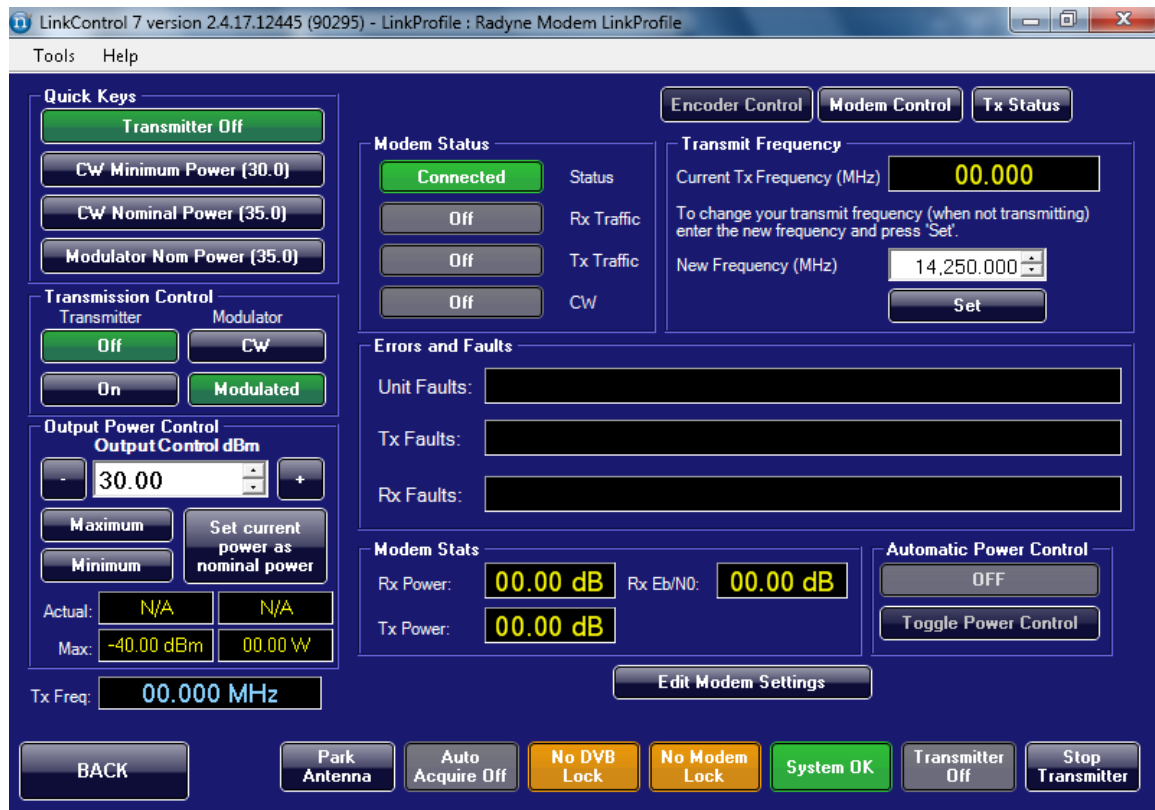 LinkControl 7 version 2.4.17.12445 (90295) - LinkProfile : Radyne Modem LinkProfile
Tools Help
Quick Keys
Transmitter Off
CW Minimum Power (30.0)
CW Nominal Power (35.0)
Modulator Nom Power (35.0)
Transmission Control
Transmitter Modulator
Off CW
On Modulated
Output Power Control
Output Control dBm
- 30.00 +
Maximum
Minimum
Set current
power as
nominal power
Actual: N/A N/A
Max: -40.00 dBm 00.00 W
Tx Freq: 00.000 MHz
Encoder Control Modem Control Tx Status
Modem Status
Connected Status
Off Rx Traffic
Off Tx Traffic
Off CW
Transmit Frequency
Current Tx Frequency (MHz) 00.000
To change your transmit frequency (when not transmitting)
enter the new frequency and press 'Set'.
New Frequency (MHz) 14,250.000
Set
Errors and Faults
Unit Faults:
Tx Faults:
Rx Faults:
Modem Stats
Rx Power: 00.00 dB Rx Eb/N0: 00.00 dB
Tx Power: 00.00 dB
Automatic Power Control
OFF
Toggle Power Control
Edit Modem Settings
BACK
Park
Antenna
Auto
Acquire Off
No DVB
Lock
No Modem
Lock
System OK
Transmitter
Off
Stop
Transmitter